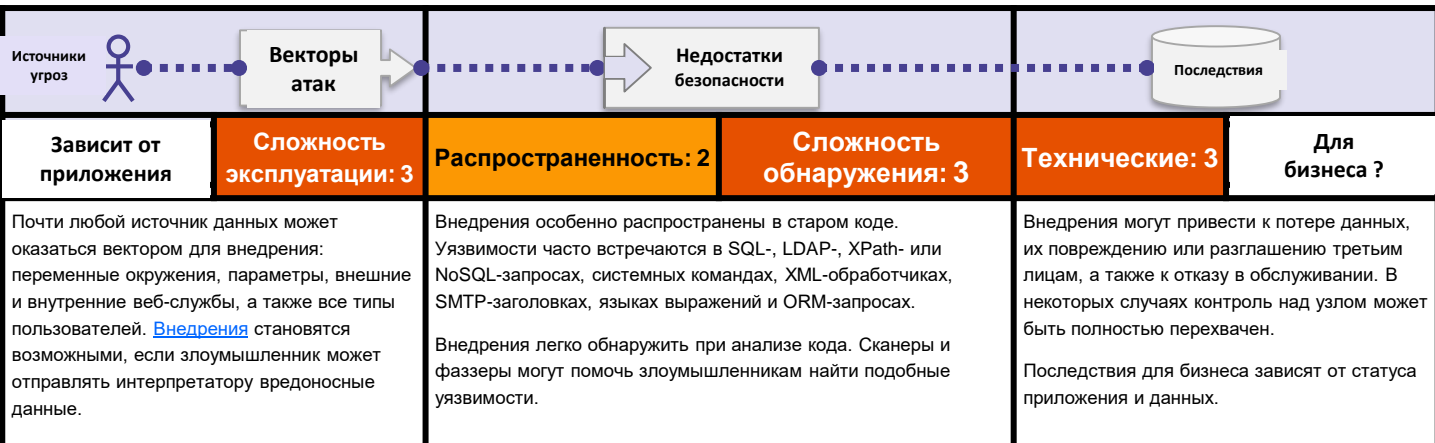 Источники
угроз
Векторы
атак
Недостатки
безопасности
Последствия
Зависит от
приложения
Сложность
эксплуатации: 3
Распространенность: 2
Сложность
обнаружения: 3
Технические: 3
Для
бизнеса ?
Почти любой источник данных может
оказаться вектором для внедрения:
переменные окружения, параметры, внешние
и внутренние веб-службы, а также все типы
пользователей. Внедрения становятся
возможными, если злоумышленник может
отправлять интерпретатору вредоносные
данные.
Внедрения особенно распространены в старом коде.
Уязвимости часто встречаются в SQL-, LDAP-, XPath- или
NoSQL-запросах, системных командах, XML-обработчиках,
SMTP-заголовках, языках выражений и ORM-запросах.
Внедрения легко обнаружить при анализе кода. Сканеры и
фаззеры могут помочь злоумышленникам найти подобные
уязвимости.
Внедрения могут привести к потере данных,
их повреждению или разглашению третьим
лицам, а также к отказу в обслуживании. В
некоторых случаях контроль над узлом может
быть полностью перехвачен.
Последствия для бизнеса зависят от статуса
приложения и данных.